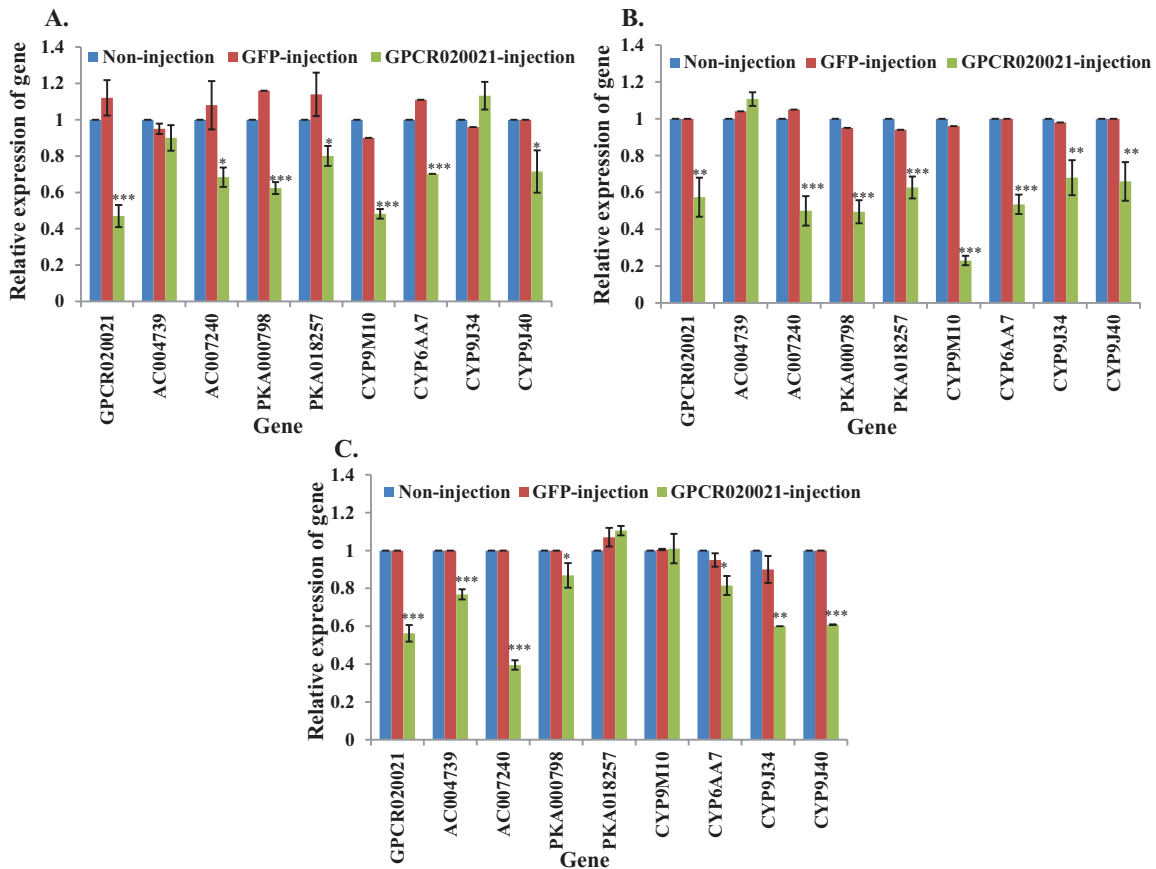 A.
Non-injection GFP-injection GPCR020021-injection
Relative expression of gene
1.4
1.2
1
0.8
0.6
0.4
0.2
0
***
*
***
*
***
***
*
GPCR020021
AC004739
AC007240
PKA000798
PKA018257
CYP9M10
CYP6AA7
CYP9J34
CYP9J40
Gene
B.
Non-injection GFP-injection GPCR020021-injection
Relative expression of gene
1.4
1.2
1
0.8
0.6
0.4
0.2
0
**
***
***
***
***
***
**
**
GPCR020021
AC004739
AC007240
PKA000798
PKA018257
CYP9M10
CYP6AA7
CYP9J34
CYP9J40
Gene
C.
Non-injection GFP-injection GPCR020021-injection
Relative expression of gene
1.4
1.2
1
0.8
0.6
0.4
0.2
0
***
***
***
*
*
**
***
GPCR020021
AC004739
AC007240
PKA000798
PKA018257
CYP9M10
CYP6AA7
CYP9J34
CYP9J40
Gene